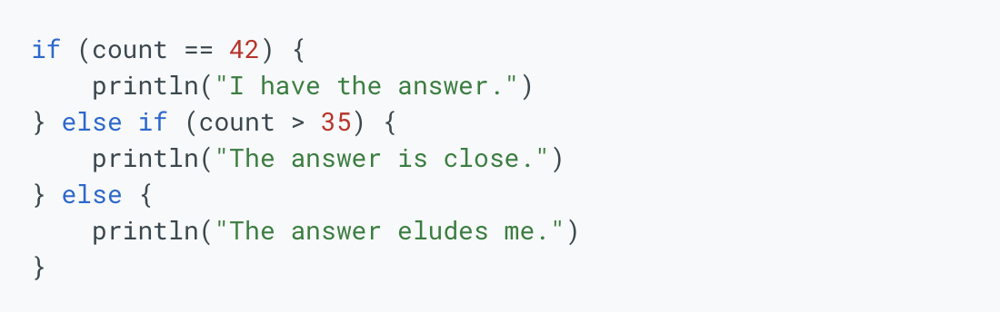 if (count == 42) {
    println("I have the answer.")
} else if (count > 35) {
    println("The answer is close.")
} else {
    println("The answer eludes me.")
}